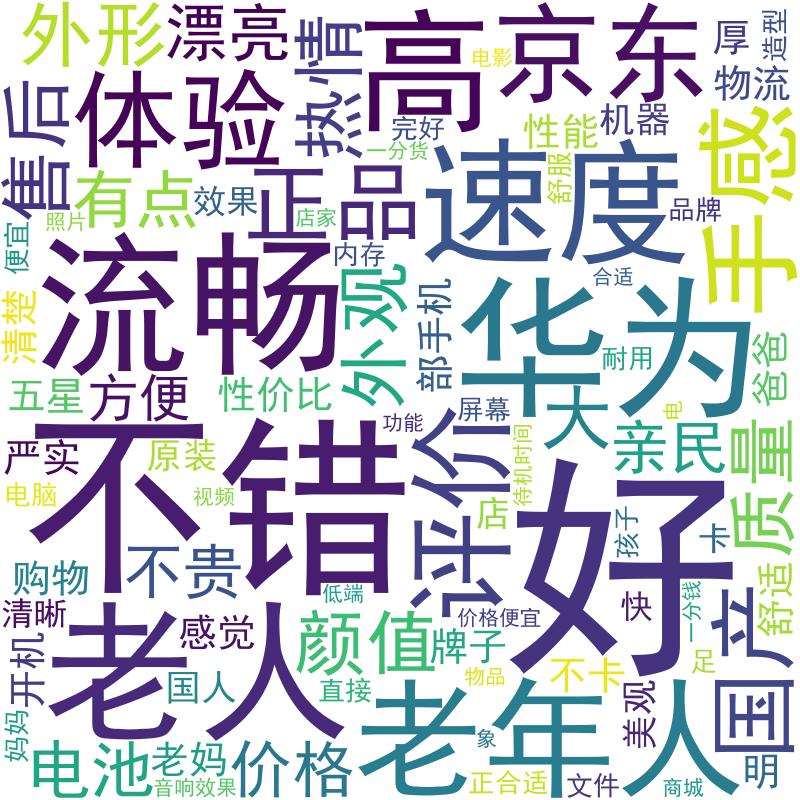 外形
漂亮
热情
高
电影
京东
厚
造型
物流
售后
体验
完好
一分货
性能
机器
舒服
手感
有点
效果
正品
店家
速度
品牌
照片
便宜
内存
合适
清楚
流畅
外观
部手机
华为
耐用
爸爸
五星
方便
性价比
功能
屏幕
大
电
严实
原装
不错
评价
待机时间
亲民
质量
电脑
视频
店
好
孩子
卡
购物
不贵
低端
清晰
老人
感觉
颜值
牌子
价格便宜
快
一分钱
国产
舒适
开机
国人
直接
物品
不卡
足
美观
妈妈
电池
老妈
音响效果
价格
老年人
象
正合适
文件
商城
明